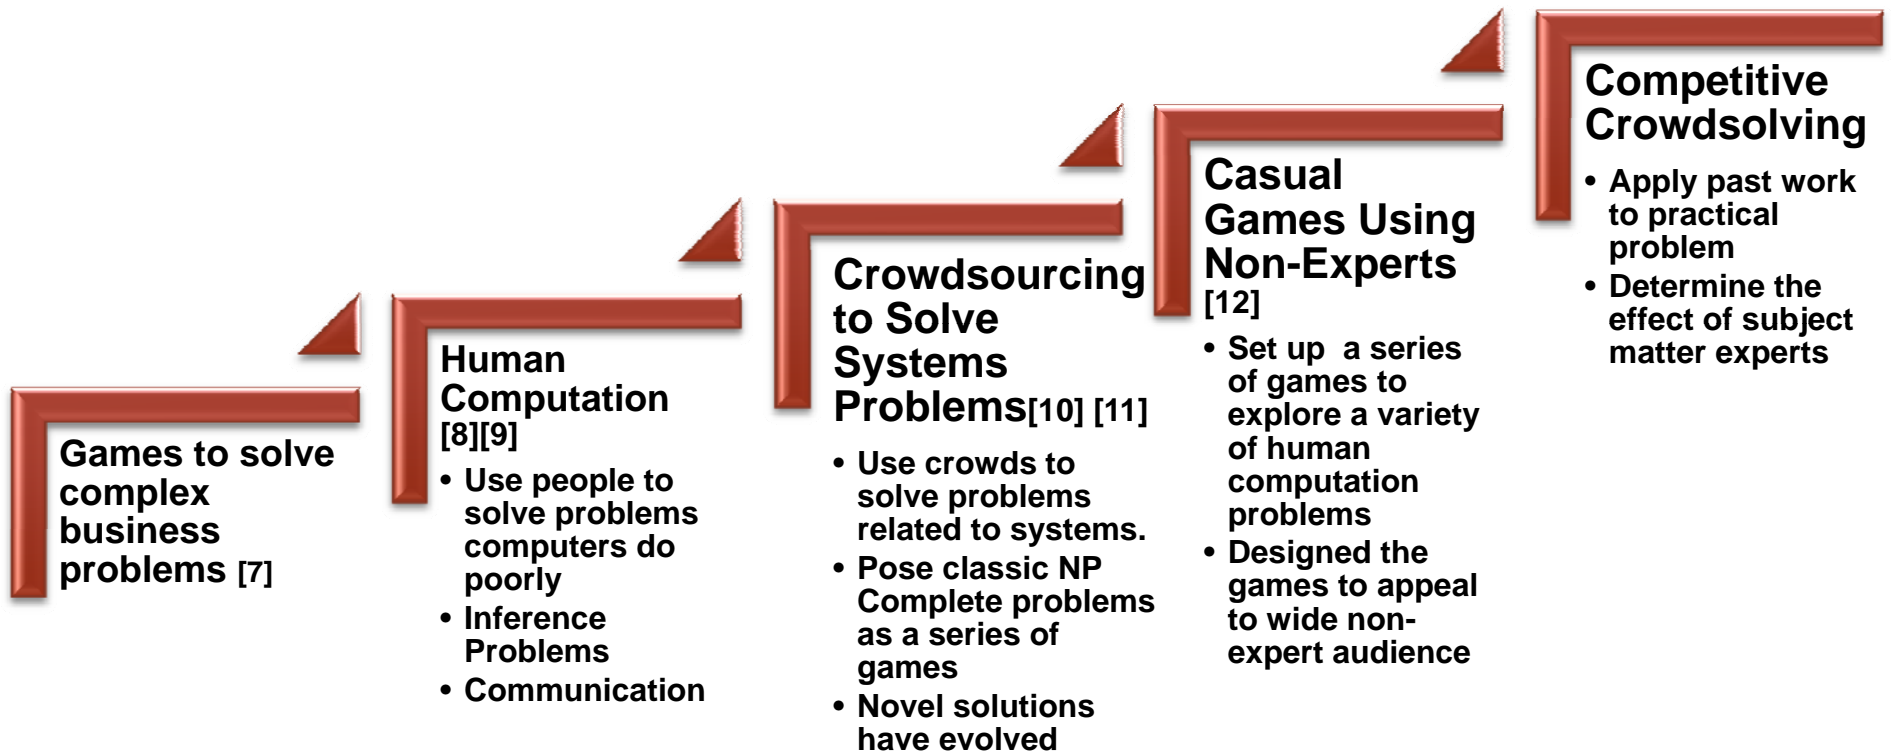 Games to solve
complex
business
problems [7]
Human
Computation
[8][9]
• Use people to
solve problems
computers do
poorly
• Inference
Problems
• Communication
Crowdsourcing
to Solve
Systems
Problems[10] [11]
• Use crowds to
solve problems
related to systems.
• Pose classic NP
Complete problems
as a series of
games
• Novel solutions
have evolved
Casual
Games Using
Non-Experts
[12]
• Set up  a series
of games to
explore a variety
of human
computation
problems
• Designed the
games to appeal
to wide non-
expert audience
Competitive
Crowdsolving
• Apply past work
to practical
problem
• Determine the
effect of subject
matter experts